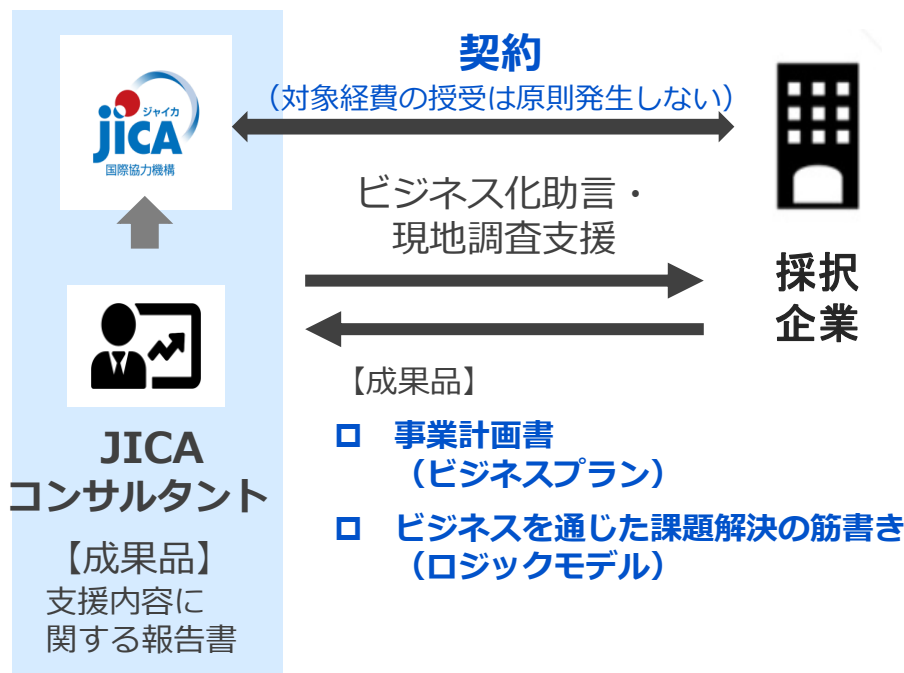 契約
（対象経費の授受は原則発生しない）
ジャイカ
JICA
国際協力機構
ビジネス化助言・
現地調査支援
採択
企業
【成果品】
事業計画書
（ビジネスプラン）
ビジネスを通じた課題解決の筋書き
（ロジックモデル）
JICA
コンサルタント
【成果品】
支援内容に
関する報告書